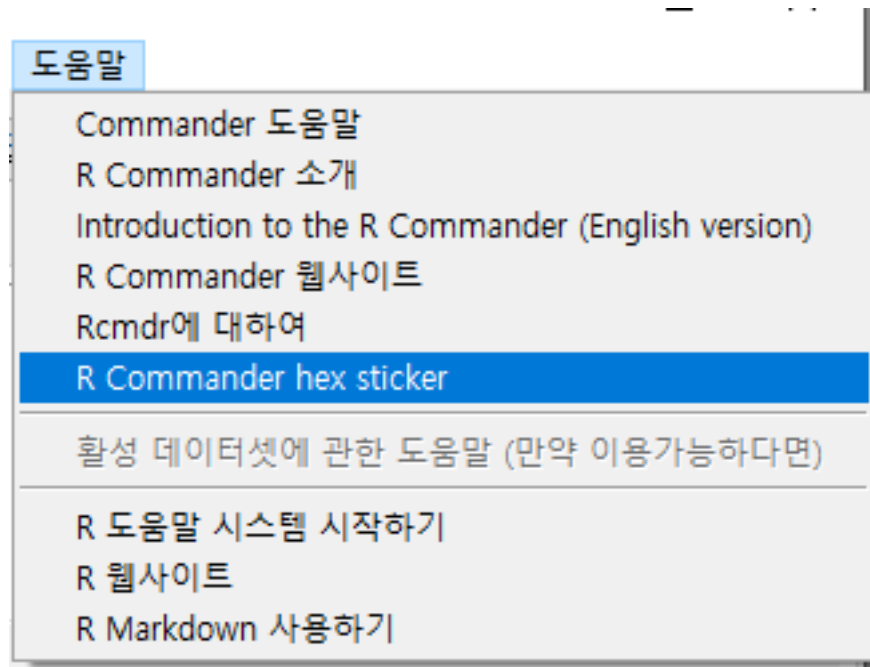 도움말
Commander 도움말
R Commander 소개
Introduction to the R Commander (English version)
R Commander 웹사이트
Rcmdr에 대하여
R Commander hex sticker
활성 데이터셋에 관한 도움말 (만약 이용가능하다면)
R 도움말 시스템 시작하기
R 웹사이트
R Markdown 사용하기